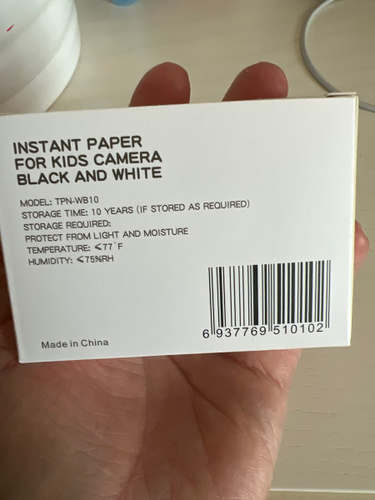 INSTANT PAPER
FOR KIDS CAMERA
BLACK AND WHITE
MODEL: TPN-WB10
STORAGE TIME: 10 YEARS (IF STORED AS REQUIRED)
STORAGE REQUIRED:
PROTECT FROM LIGHT AND MOISTURE
TEMPERATURE: ⩽77°F
HUMIDITY: ⩽75%RH
6 937769 510102
Made in China